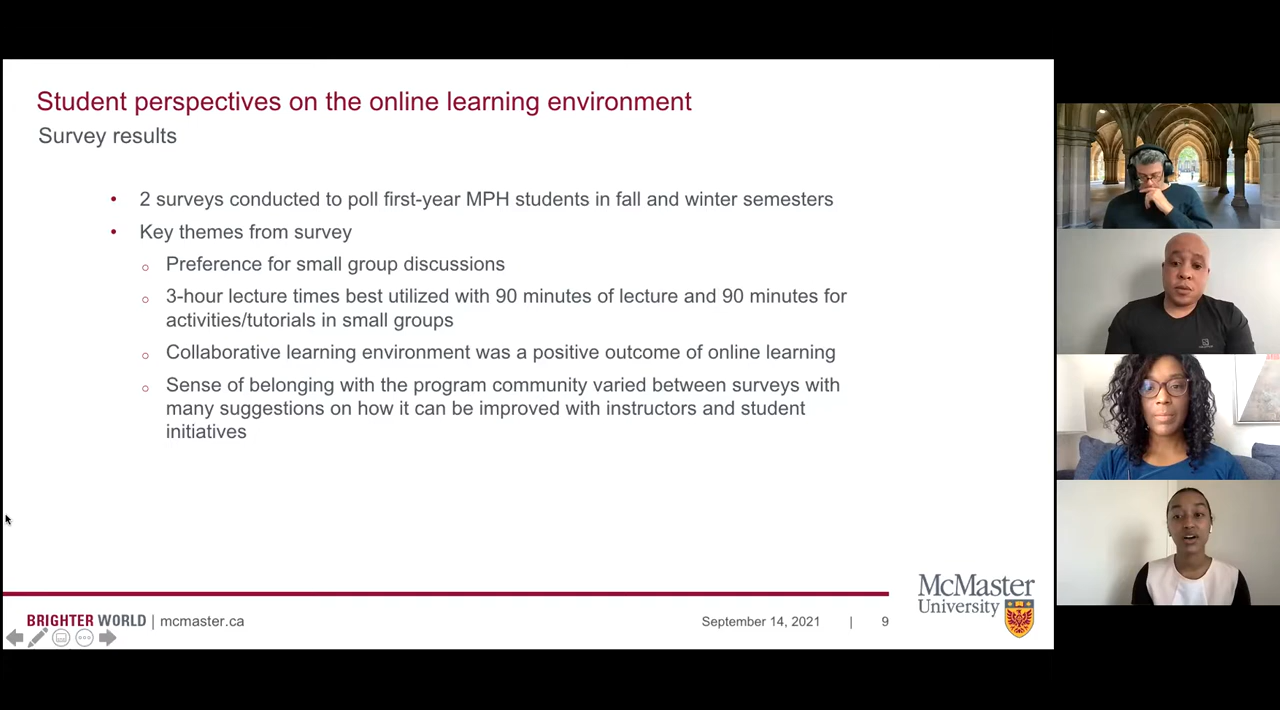 Student perspectives on the online learning environment
Survey results
• 2 surveys conducted to poll first-year MPH students in fall and winter semesters
• Key themes from survey
○ Preference for small group discussions
○ 3-hour lecture times best utilized with 90 minutes of lecture and 90 minutes for
activities/tutorials in small groups
○ Collaborative learning environment was a positive outcome of online learning
○ Sense of belonging with the program community varied between surveys with
many suggestions on how it can be improved with instructors and student
initiatives
BRIGHTER WORLD | mcmaster.ca
September 14, 2021 | 9
McMaster
University